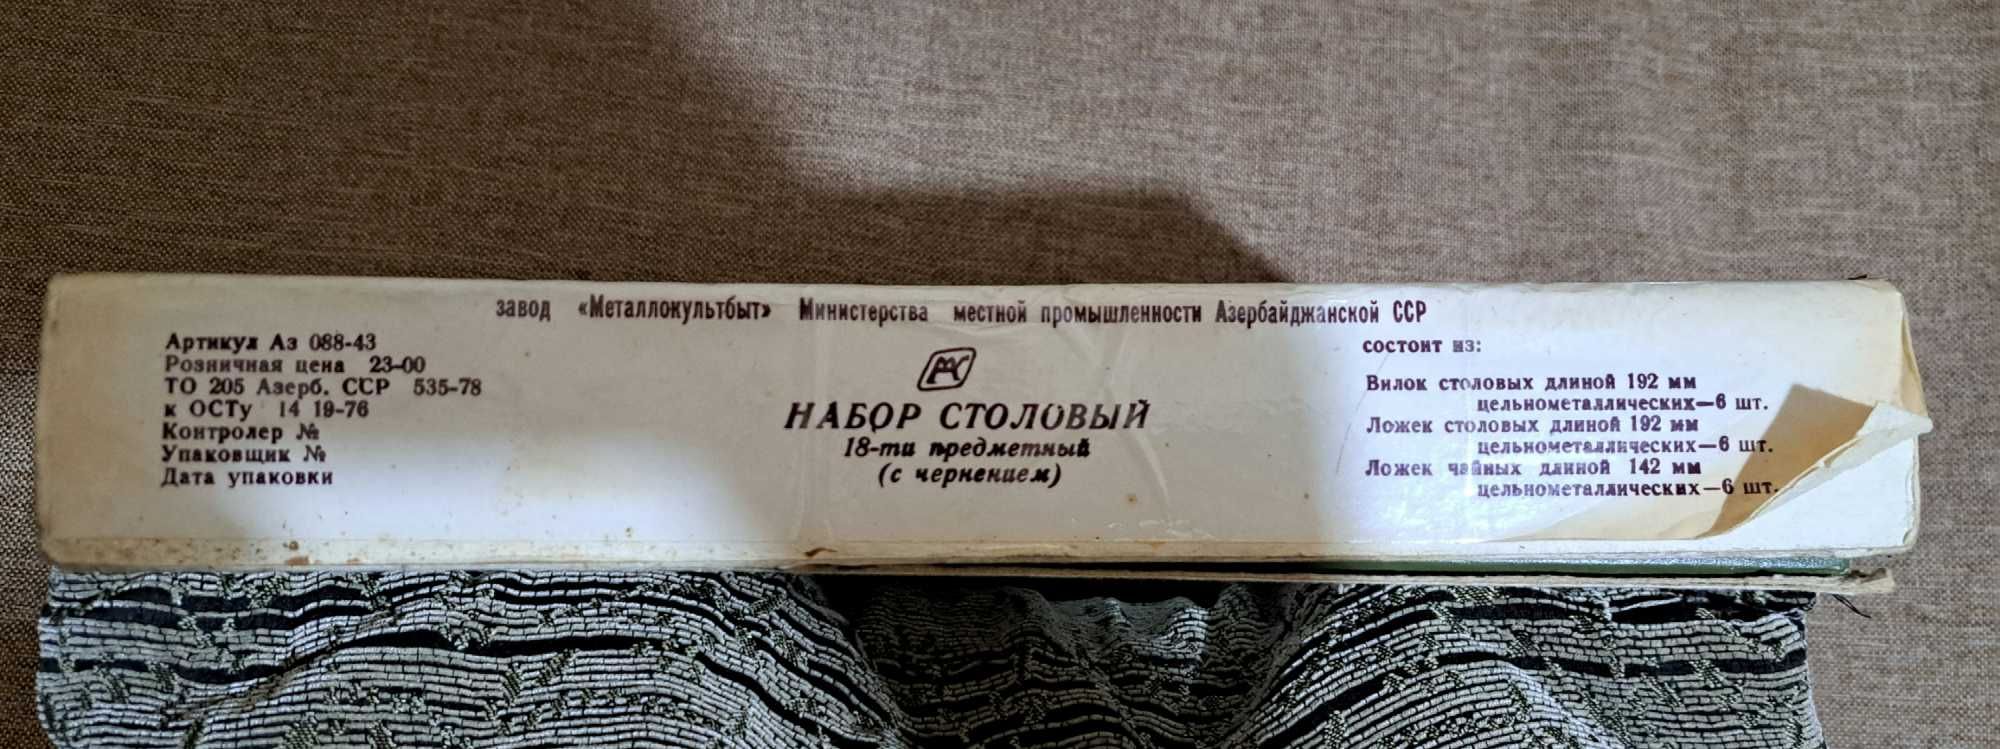 завод «Металлокультбыт» Министерства местной промышленности Азербайджанской ССР
Артикул Аз 088-43
Розничная цена 23-00
ТО 205 Азерб. ССР 535-78
к ОСТу 14 19-76
Контролер №
Упаковщик №
Дата упаковки
НАБОР СТОЛОВЫЙ
18-ти предметный
(с чернением)
состоит из:
Вилок столовых длиной 192 мм
цельнометаллических—6 шт.
Ложек столовых длиной 192 мм
цельнометаллических—6 шт.
Ложек чайных длиной 142 мм
цельнометаллических—6 шт.